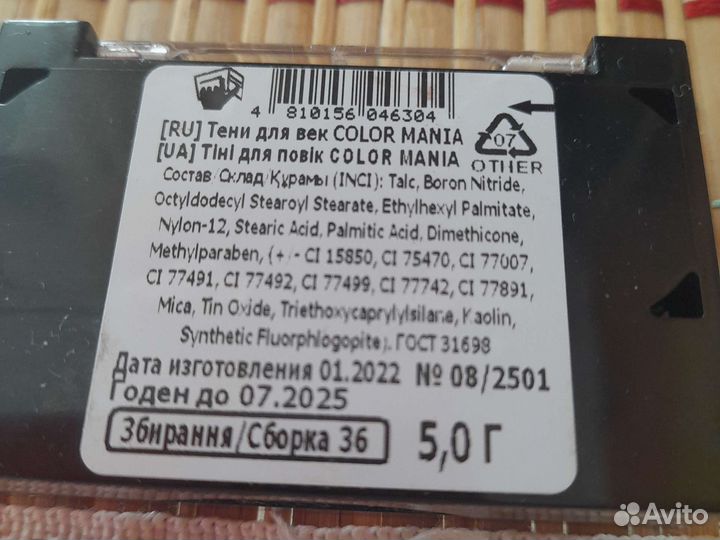 4 810156 046304
[RU] Тени для век COLOR MANIA
[UA] Тіні для повік COLOR MANIA
07
OTHER
Состав/Склад/Құрамы (INCI): Talc, Boron Nitride,
Octyldodecyl Stearoyl Stearate, Ethylhexyl Palmitate,
Nylon-12, Stearic Acid, Palmitic Acid, Dimethicone,
Methylparaben, (+/- CI 15850, CI 75470, CI 77007,
CI 77491, CI 77492, CI 77499, CI 77742, CI 77891,
Mica, Tin Oxide, Triethoxycaprylylsilane, Kaolin,
Synthetic Fluorphlogopite). ГОСТ 31698
Дата изготовления 01.2022 № 08/2501
Годен до 07.2025
Збирання/Сборка 36
5,0 Г
Avito